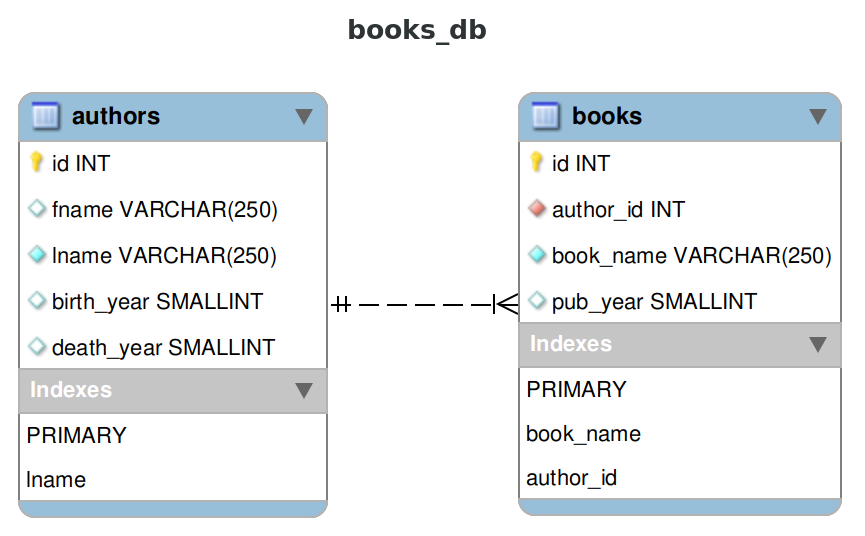 books_db
authors
id INT
fname VARCHAR(250)
lname VARCHAR(250)
birth_year SMALLINT
death_year SMALLINT
Indexes
PRIMARY
lname
books
id INT
author_id INT
book_name VARCHAR(250)
pub_year SMALLINT
Indexes
PRIMARY
book_name
author_id